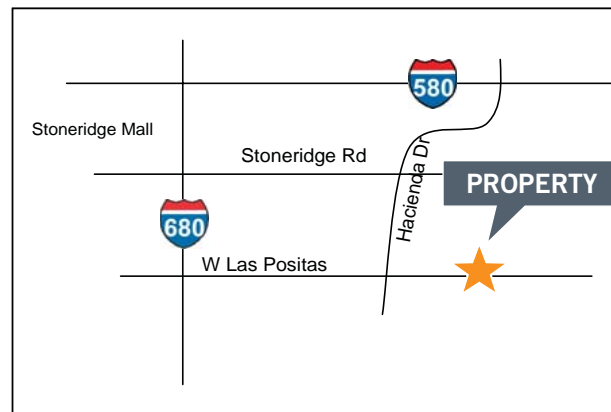 580
Stoneridge Mall
Stoneridge Rd
Hacienda Dr
PROPERTY
680
W Las Positas